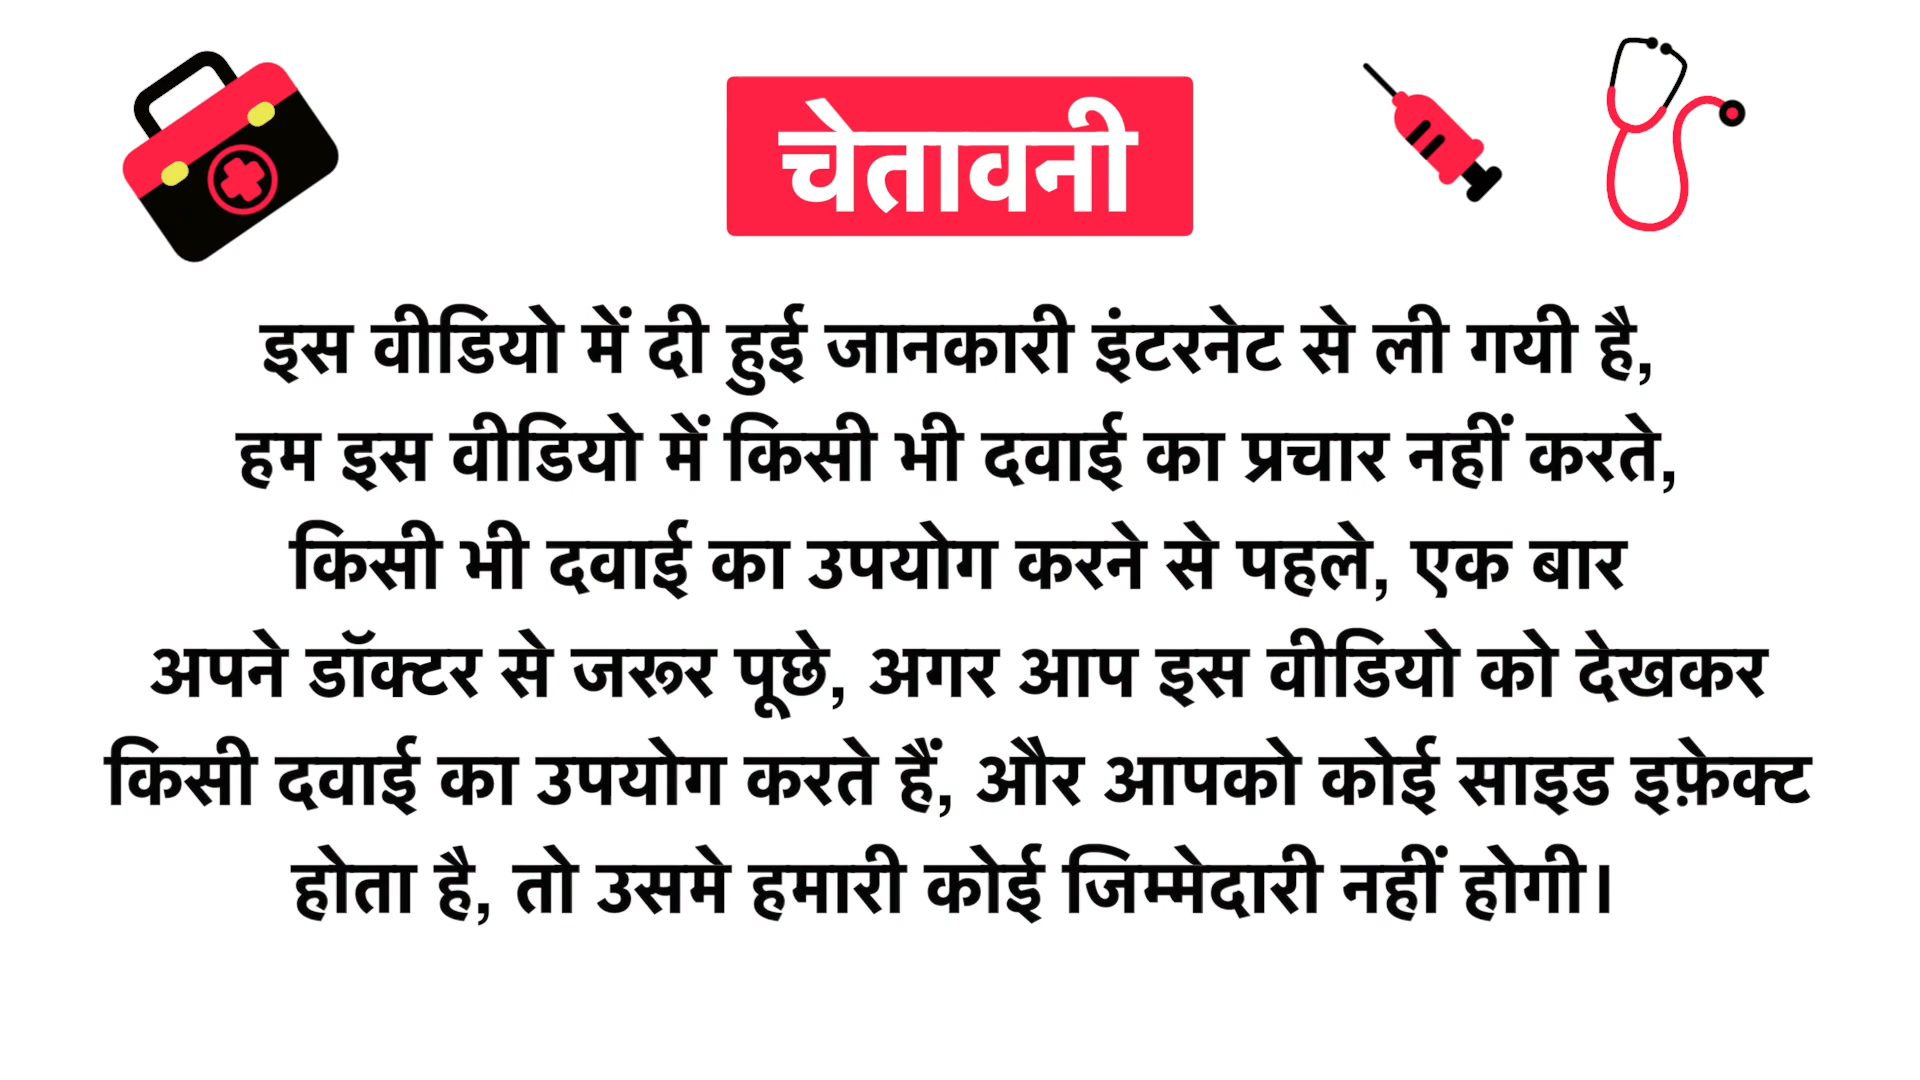 चेतावनी
इस वीडियो में दी हुई जानकारी इंटरनेट से ली गयी है,
हम इस वीडियो में किसी भी दवाई का प्रचार नहीं करते,
किसी भी दवाई का उपयोग करने से पहले, एक बार
अपने डॉक्टर से जरूर पूछे, अगर आप इस वीडियो को देखकर
किसी दवाई का उपयोग करते हैं, और आपको कोई साइड इफ़ेक्ट
होता है, तो उसमे हमारी कोई जिम्मेदारी नहीं होगी।